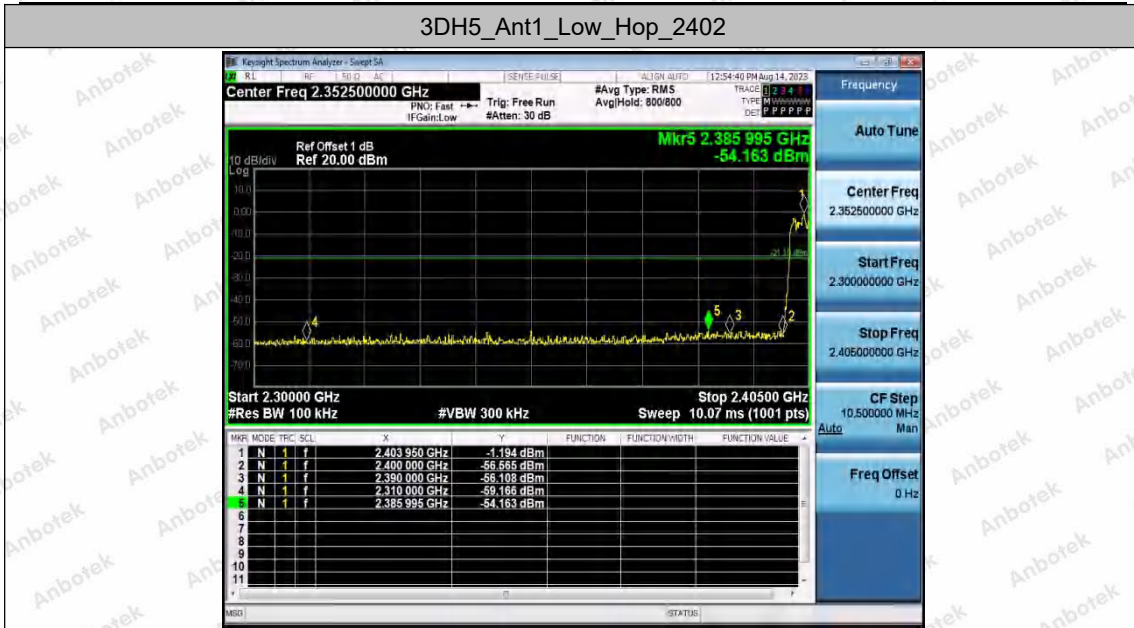 3DH5_Ant1_Low_Hop_2402
Keysight Spectrum Analyzer - Swept SA
RL RF 50 Ω AC SENSE:PULSE ALIGN AUTO 12:54:40 PM Aug 14, 2023
Center Freq 2.352500000 GHz
PNO: Fast
IFGain:Low
Trig: Free Run
#Atten: 30 dB
#Avg Type: RMS
Avg|Hold: 800/800
TRACE 1 2 3 4 5
TYPE M W W W W W
DET P P P P P P
Mkr5 2.385 995 GHz
-54.163 dBm
Ref Offset 1 dB
10 dB/div Ref 20.00 dBm
Log
10.0
0.00
-10.0
-20.0
-30.0
-40.0
-50.0
-60.0
-70.0
1
4
5
3
2
Start 2.30000 GHz Stop 2.40500 GHz
#Res BW 100 kHz #VBW 300 kHz Sweep 10.07 ms (1001 pts)
MKR MODE TRC SCL X Y FUNCTION FUNCTION WIDTH FUNCTION VALUE
1 N 1 f 2.403 950 GHz -1.194 dBm
2 N 1 f 2.400 000 GHz -56.565 dBm
3 N 1 f 2.390 000 GHz -56.108 dBm
4 N 1 f 2.310 000 GHz -59.166 dBm
5 N 1 f 2.385 995 GHz -54.163 dBm
6
7
8
9
10
11
MSG STATUS
Frequency
Auto Tune
Center Freq
2.352500000 GHz
Start Freq
2.300000000 GHz
Stop Freq
2.405000000 GHz
CF Step
10.500000 MHz
Auto Man
Freq Offset
0 Hz
Anbotek